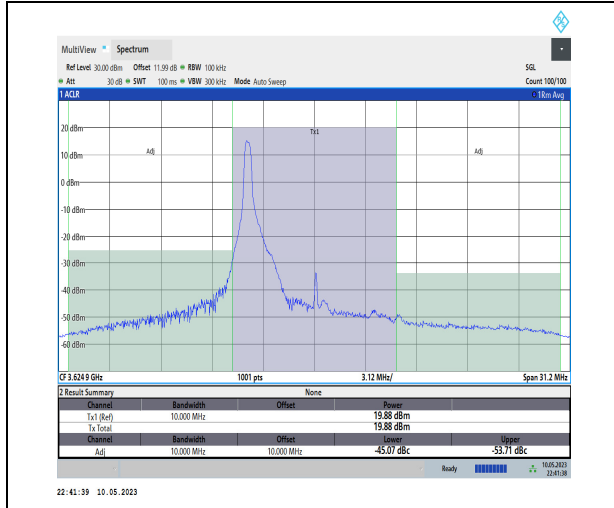 MultiView Spectrum
Ref Level 30.00 dBm Offset 11.99 dB RBW 100 kHz SGL
Att 30 dB SWT 100 ms VBW 300 kHz Mode Auto Sweep Count 100/100
1 ACLR 1Rm Avg
20 dBm
Tx1
10 dBm
Adj
Adj
0 dBm
-10 dBm
-20 dBm
-30 dBm
-40 dBm
-50 dBm
-60 dBm
CF 3.624 9 GHz 1001 pts 3.12 MHz/ Span 31.2 MHz
2 Result Summary None
Channel Bandwidth Offset Power
Tx1 (Ref) 10.000 MHz 19.88 dBm
Tx Total 19.88 dBm
Channel Bandwidth Offset Lower Upper
Adj 10.000 MHz 10.000 MHz -45.07 dBc -53.71 dBc
Ready 10.05.2023
22:41:38
22:41:39 10.05.2023